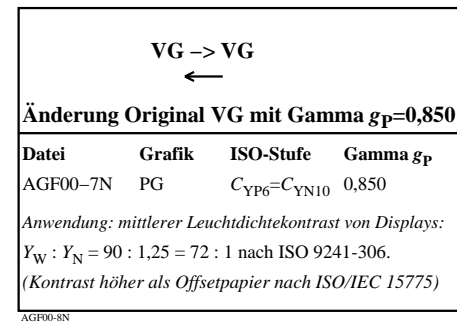 VG –> VG
←
Änderung Original VG mit Gamma gP=0,850
Datei Grafik ISO-Stufe Gamma gP
AGF00–7N PG CYP6=CYN10 0,850
Anwendung: mittlerer Leuchtdichtekontrast von Displays:
YW : YN = 90 : 1,25 = 72 : 1 nach ISO 9241-306.
(Kontrast höher als Offsetpapier nach ISO/IEC 15775)
AGF00-8N